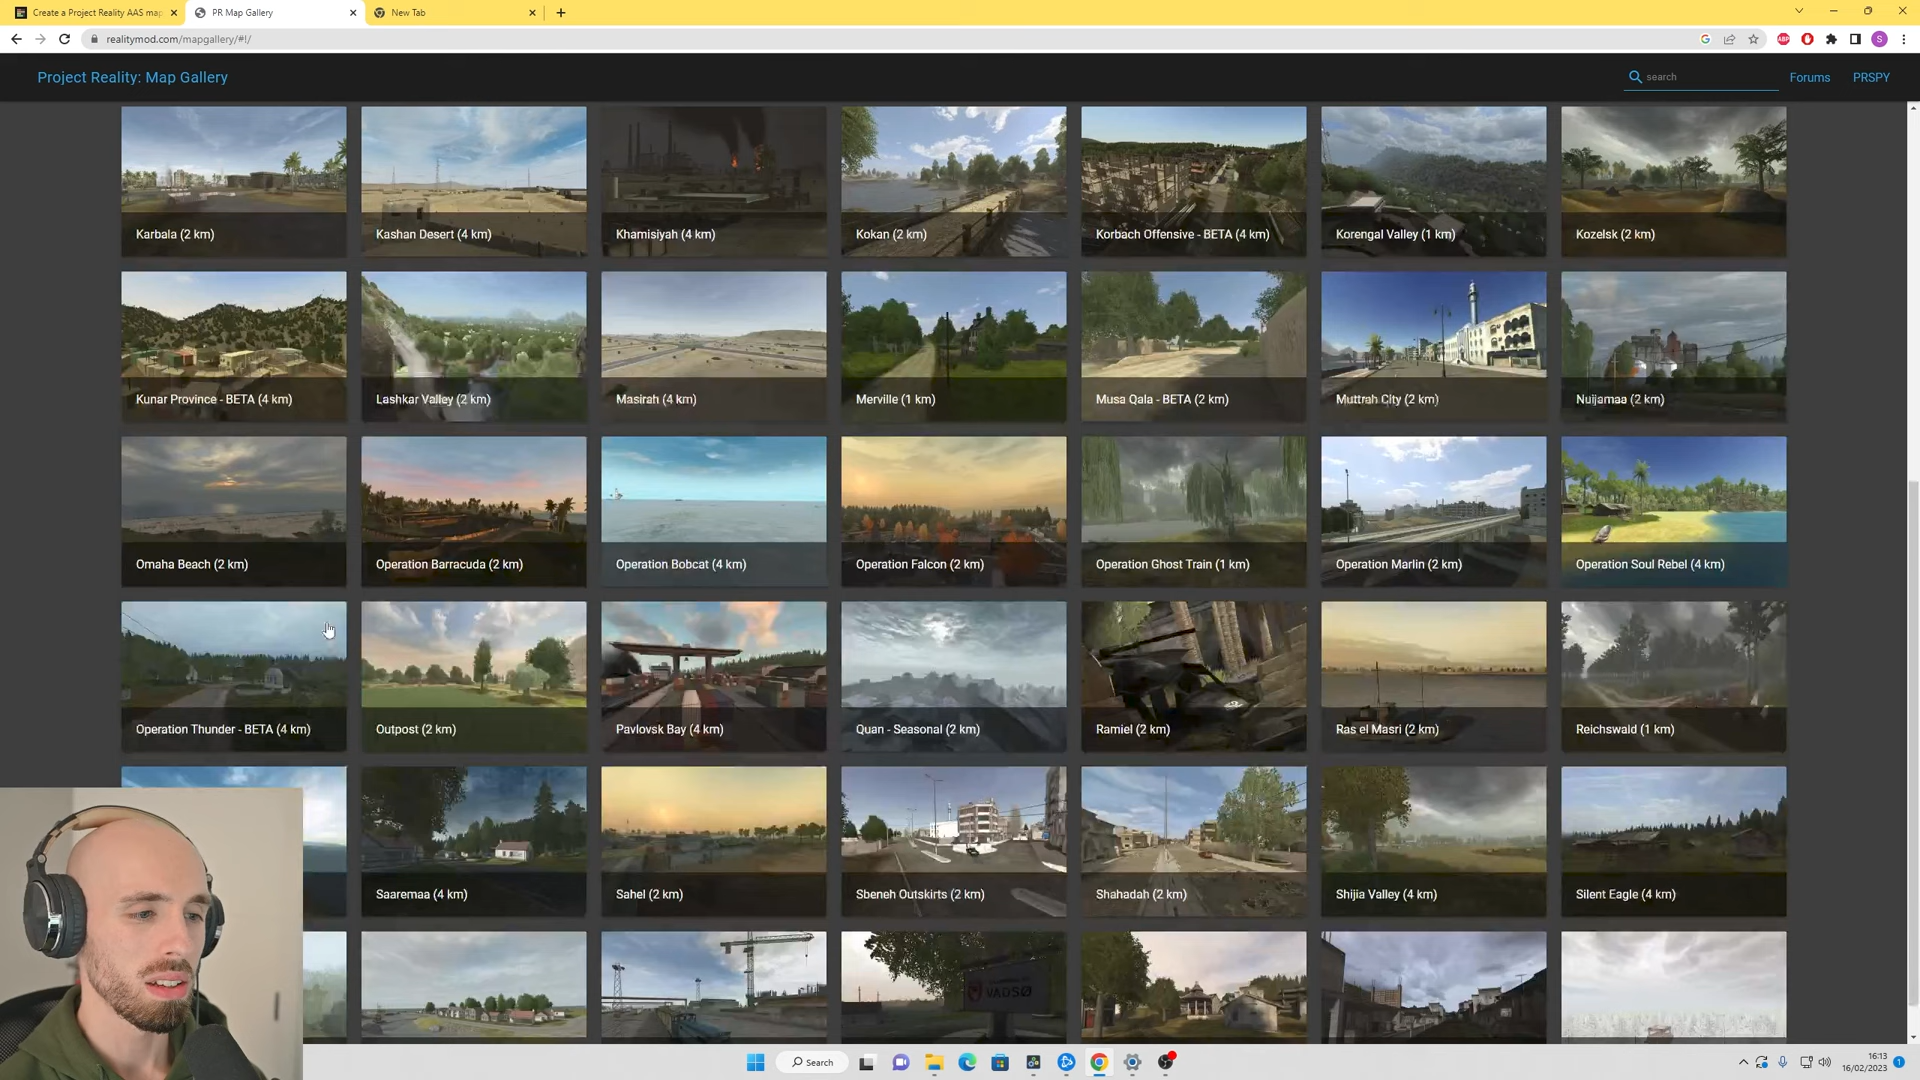 Create a Project Reality AAS map
PR Map Gallery
New Tab
realitymod.com/mapgallery/#!/
Project Reality: Map Gallery
search
Forums
PRSPY
Karbala (2 km)
Kashan Desert (4 km)
Khamisiyah (4 km)
Kokan (2 km)
Korbach Offensive - BETA (4 km)
Korengal Valley (1 km)
Kozelsk (2 km)
Kunar Province - BETA (4 km)
Lashkar Valley (2 km)
Masirah (4 km)
Merville (1 km)
Musa Qala - BETA (2 km)
Muttrah City (2 km)
Nuijamaa (2 km)
Omaha Beach (2 km)
Operation Barracuda (2 km)
Operation Bobcat (4 km)
Operation Falcon (2 km)
Operation Ghost Train (1 km)
Operation Marlin (2 km)
Operation Soul Rebel (4 km)
Operation Thunder - BETA (4 km)
Outpost (2 km)
Pavlovsk Bay (4 km)
Quan - Seasonal (2 km)
Ramiel (2 km)
Ras el Masri (2 km)
Reichswald (1 km)
Saaremaa (4 km)
Sahel (2 km)
Sbeneh Outskirts (2 km)
Shahadah (2 km)
Shijia Valley (4 km)
Silent Eagle (4 km)
VADSØ
Search
16:13
16/02/2023
1
ABP
S